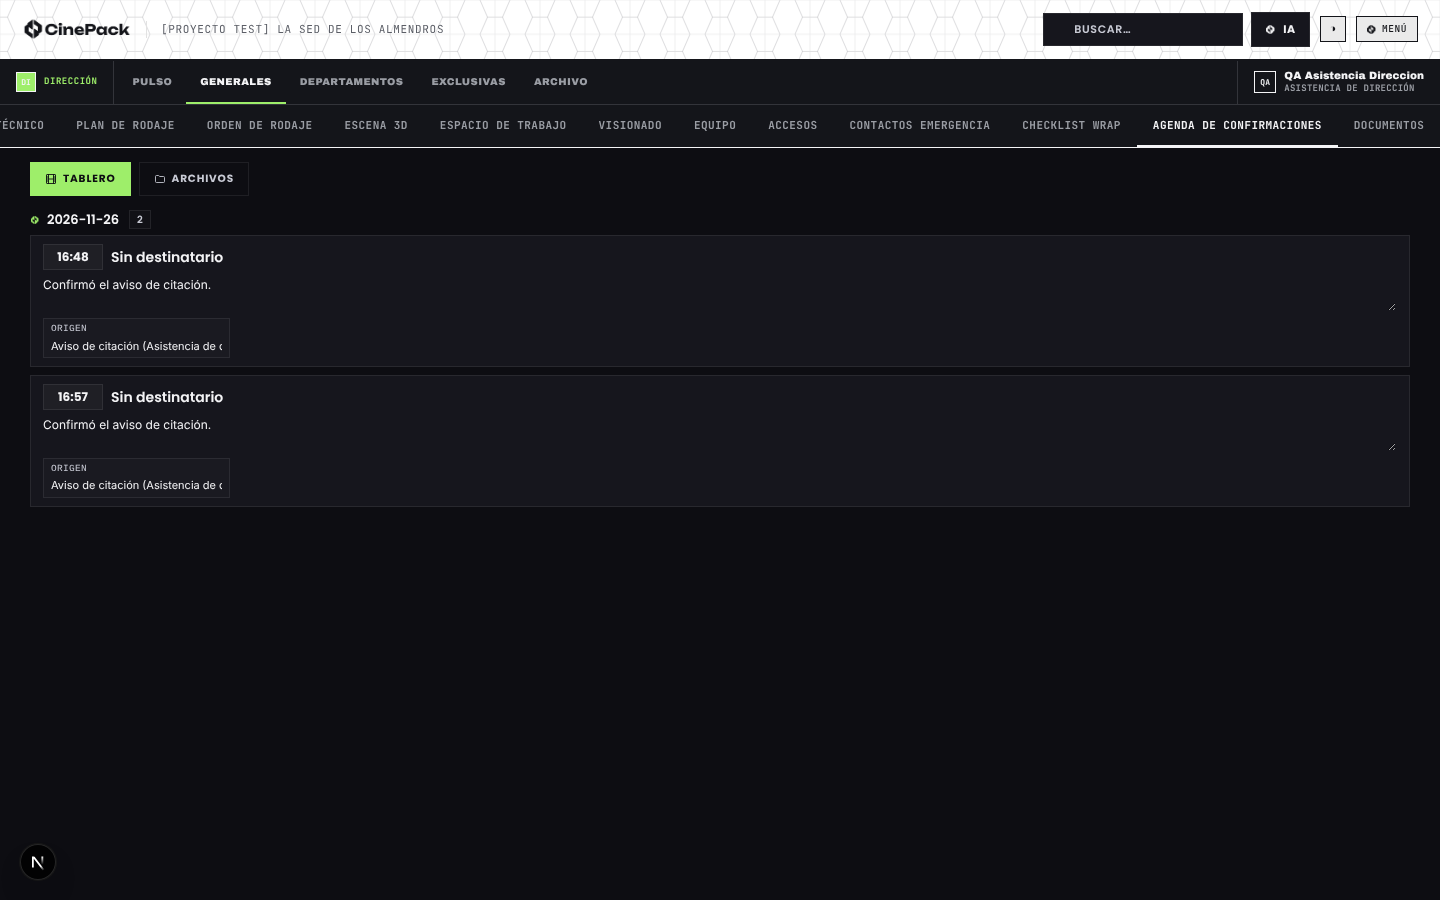 CinePack
[PROYECTO TEST] LA SED DE LOS ALMENDROS
BUSCAR…
IA
MENÚ
DI
DIRECCIÓN
PULSO
GENERALES
DEPARTAMENTOS
EXCLUSIVAS
ARCHIVO
QA
QA Asistencia Direccion
ASISTENCIA DE DIRECCIÓN
TÉCNICO
PLAN DE RODAJE
ORDEN DE RODAJE
ESCENA 3D
ESPACIO DE TRABAJO
VISIONADO
EQUIPO
ACCESOS
CONTACTOS EMERGENCIA
CHECKLIST WRAP
AGENDA DE CONFIRMACIONES
DOCUMENTOS
TABLERO
ARCHIVOS
2026-11-26
2
16:48
Sin destinatario
Confirmó el aviso de citación.
ORIGEN
Aviso de citación (Asistencia de
16:57
Sin destinatario
Confirmó el aviso de citación.
ORIGEN
Aviso de citación (Asistencia de
N